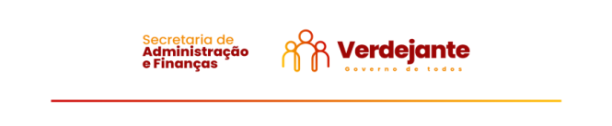 Secretaria de
Administração
e Finanças
Verdejante
Governo de todos